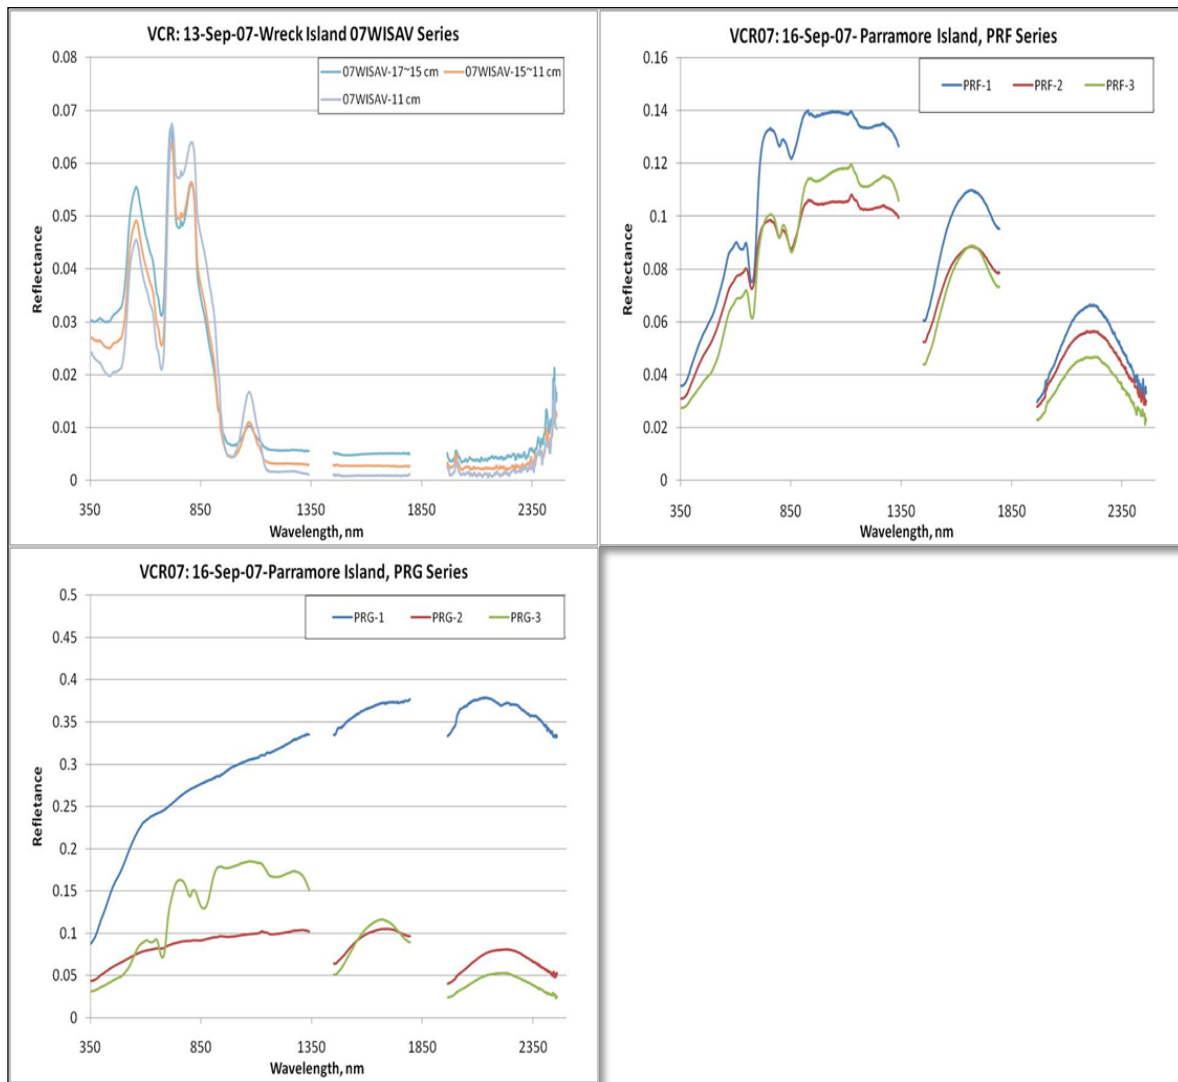 VCR: 13-Sep-07-Wreck Island 07WISAV Series
07WISAV-17~15 cm 07WISAV-15~11 cm
07WISAV-11 cm
Reflectance
0.08
0.07
0.06
0.05
0.04
0.03
0.02
0.01
0
350 850 1350 1850 2350
Wavelength, nm
VCR07: 16-Sep-07- Parramore Island, PRF Series
PRF-1 PRF-2 PRF-3
Reflectance
0.16
0.14
0.12
0.1
0.08
0.06
0.04
0.02
0
350 850 1350 1850 2350
Wavelength, nm
VCR07: 16-Sep-07-Parramore Island, PRG Series
PRG-1 PRG-2 PRG-3
Refletance
0.5
0.45
0.4
0.35
0.3
0.25
0.2
0.15
0.1
0.05
0
350 850 1350 1850 2350
Wavelength, nm